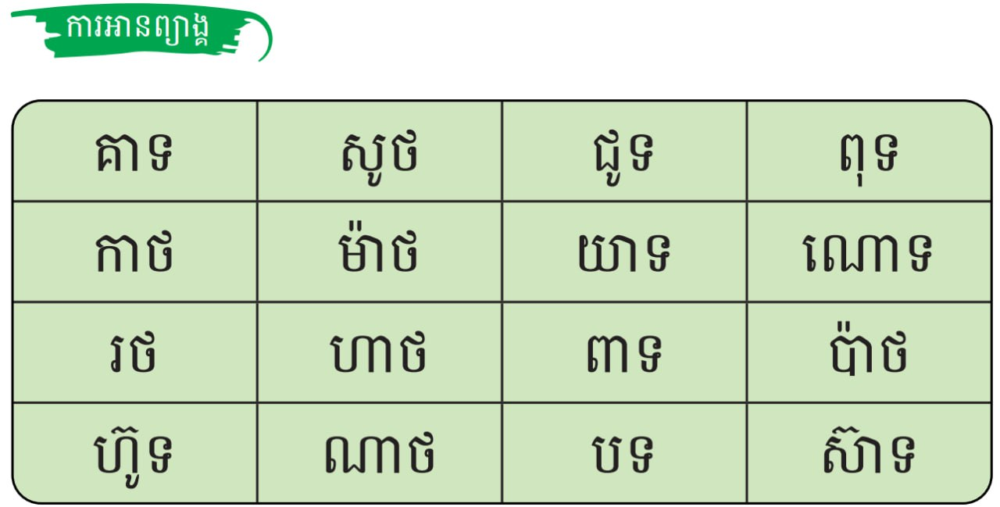 ការអានព្យាង្គ
គាទ សូថ ជូទ ពុទ
កាថ ម៉ាថ យាទ ណោទ
រថ ហាថ ពាទ ប៉ាថ
ហ៊ូទ ណាថ បទ ស៊ាទ